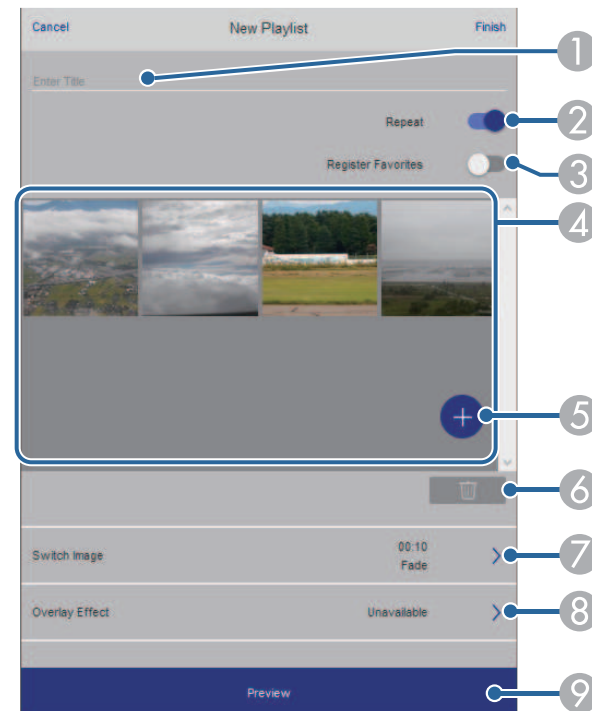 Cancel New Playlist Finish
1
Enter Title
Repeat 2
Register Favorites 3
4
+ 5
6
Switch Image 00:10 7
Fade
Overlay Effect Unavailable 8
Preview 9